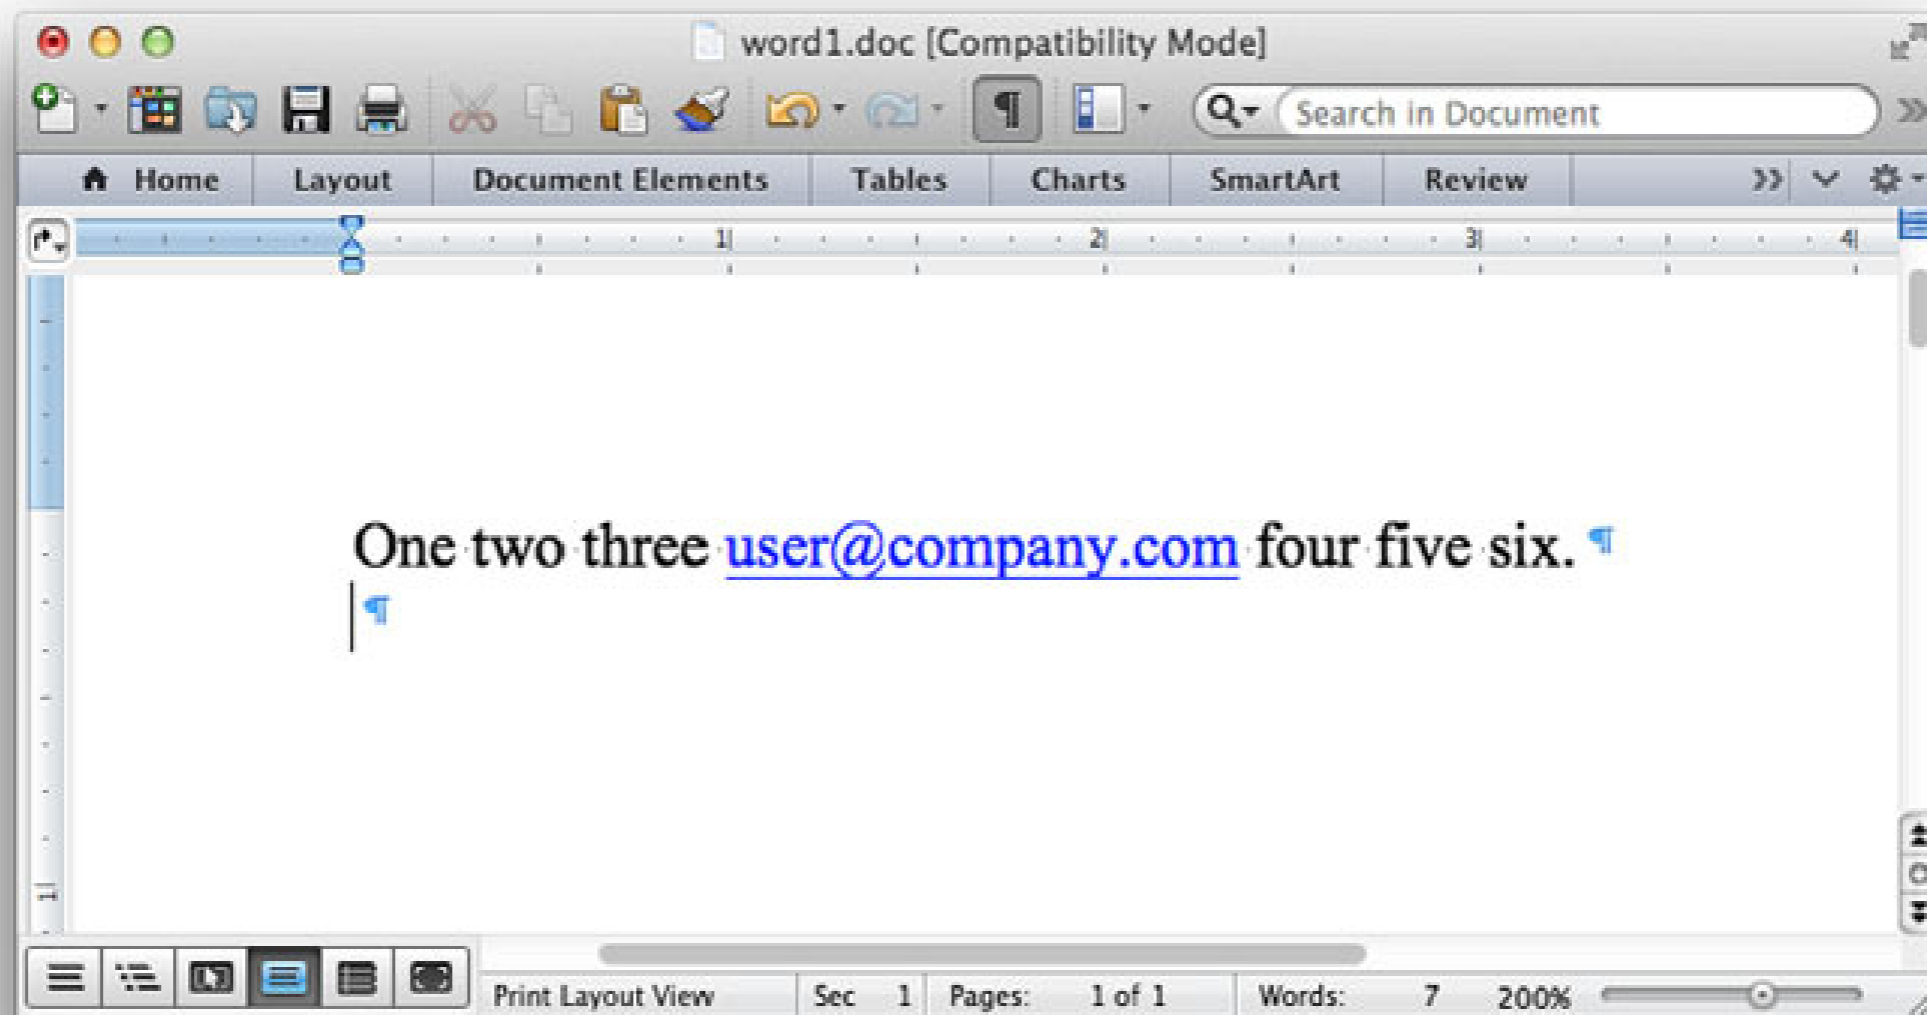 word1.doc [Compatibility Mode]
Search in Document
Home Layout Document Elements Tables Charts SmartArt Review
1 2 3 4
One two three user@company.com four five six. ¶
¶
1
Print Layout View Sec 1 Pages: 1 of 1 Words: 7 200%